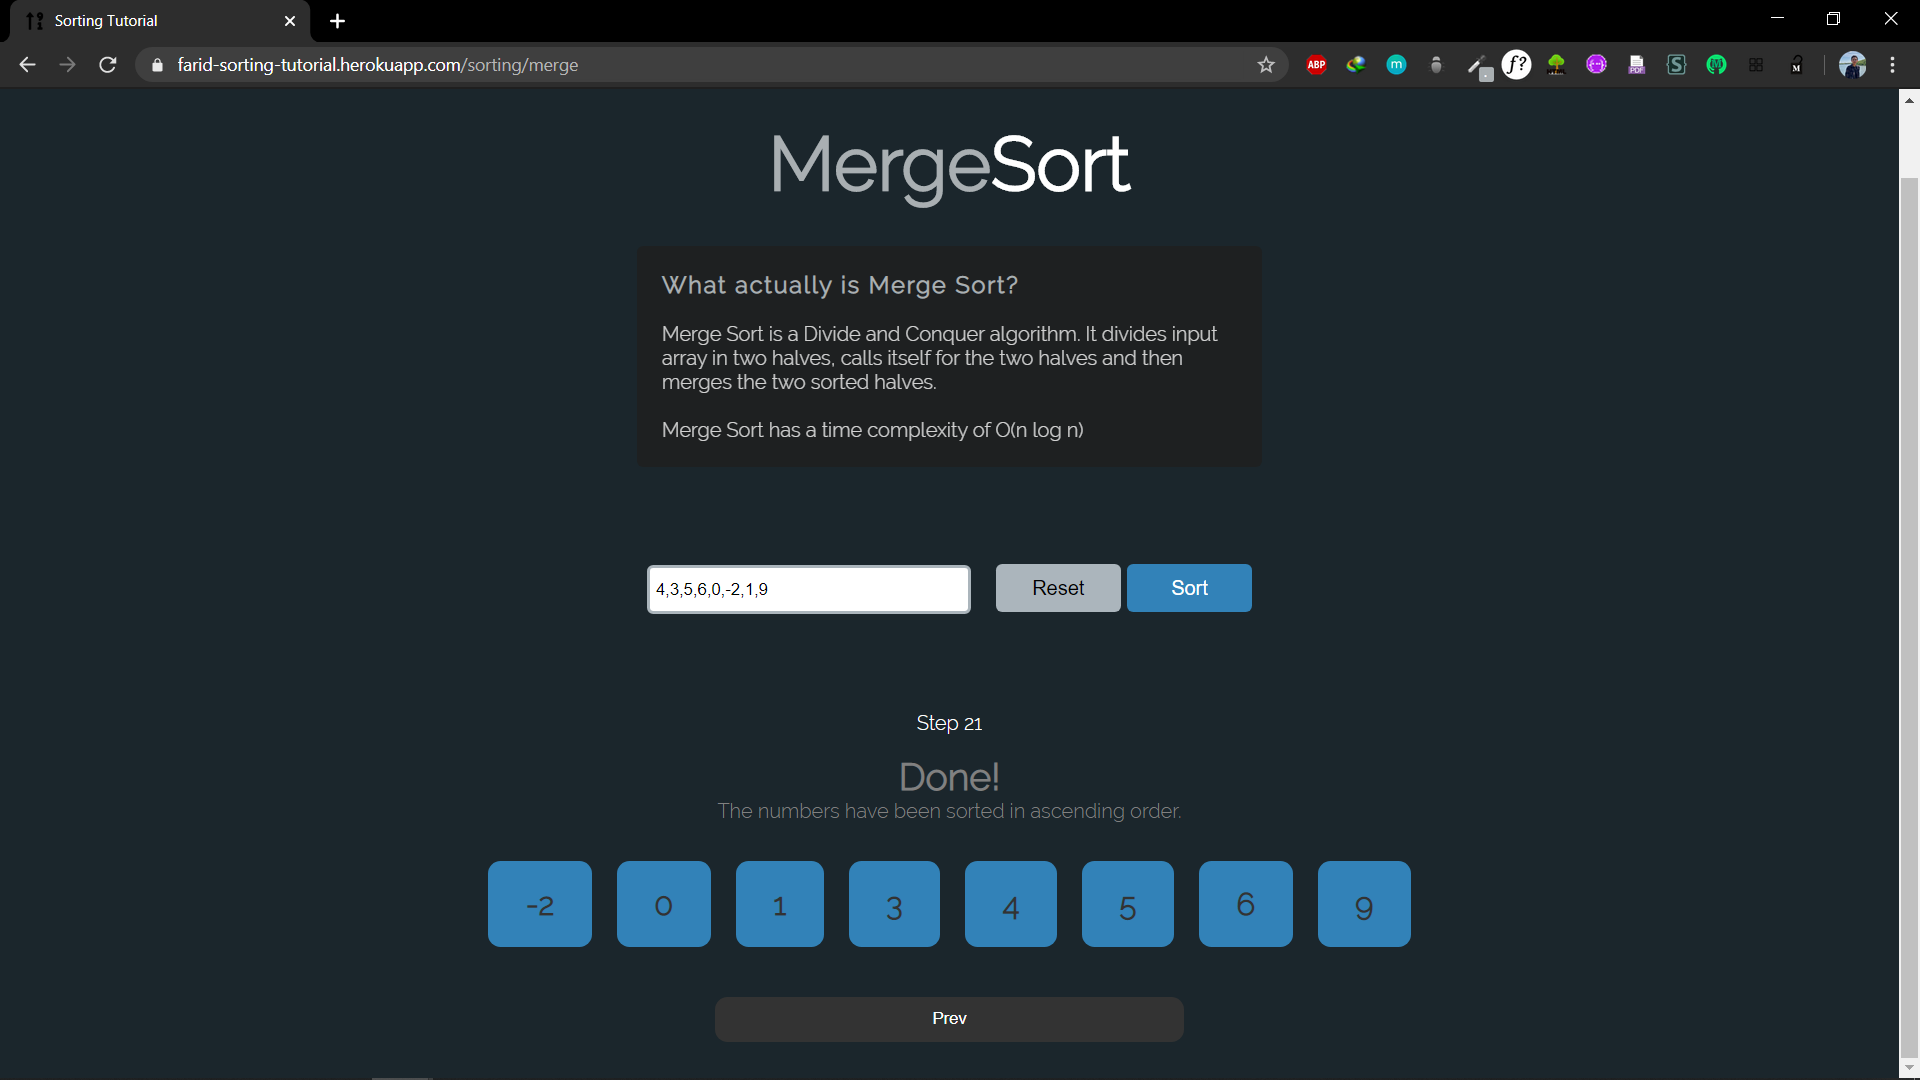 Sorting Tutorial
farid-sorting-tutorial.herokuapp.com/sorting/merge
ABP
m
f?
PDF
S
M
M
MergeSort
What actually is Merge Sort?
Merge Sort is a Divide and Conquer algorithm. It divides input
array in two halves, calls itself for the two halves and then
merges the two sorted halves.
Merge Sort has a time complexity of O(n log n)
4,3,5,6,0,-2,1,9
Reset
Sort
Step 21
Done!
The numbers have been sorted in ascending order.
-2 0 1 3 4 5 6 9
Prev